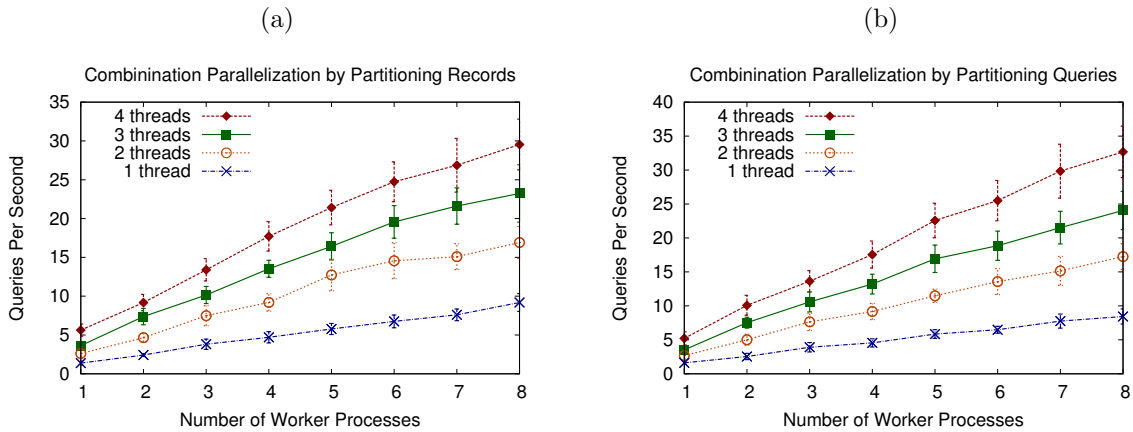 (a)
Combinination Parallelization by Partitioning Records
35
30
25
20
15
10
5
0
Queries Per Second
4 threads
3 threads
2 threads
1 thread
1 2 3 4 5 6 7 8
Number of Worker Processes
(b)
Combinination Parallelization by Partitioning Queries
40
35
30
25
20
15
10
5
0
Queries Per Second
4 threads
3 threads
2 threads
1 thread
1 2 3 4 5 6 7 8
Number of Worker Processes